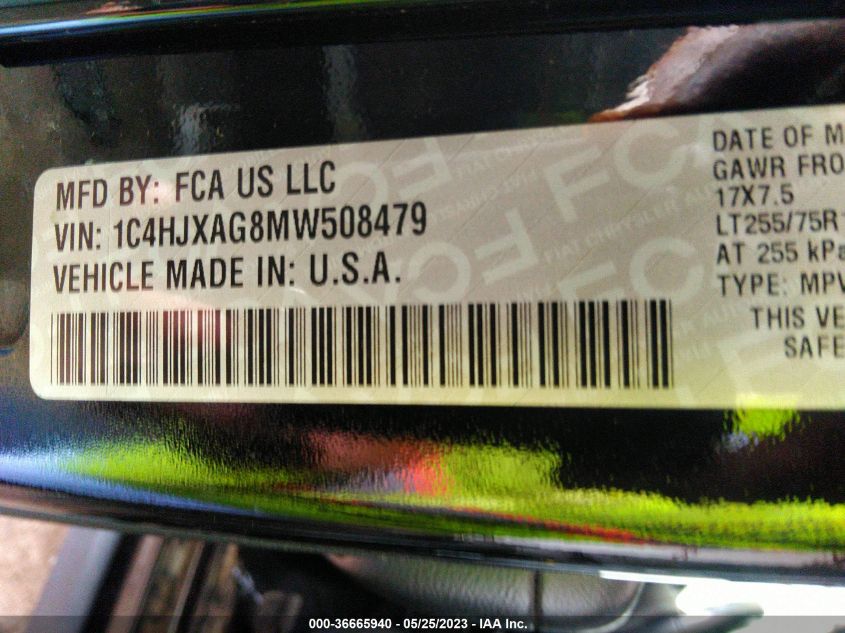 MFD BY: FCA US LLC
VIN: 1C4HJXAG8MW508479
VEHICLE MADE IN: U.S.A.
DATE OF M
GAWR FRO
17X7.5
LT255/75R1
AT 255 kPa
TYPE: MPV
THIS VE
SAFE
000-36665940 - 05/25/2023 - IAA Inc.